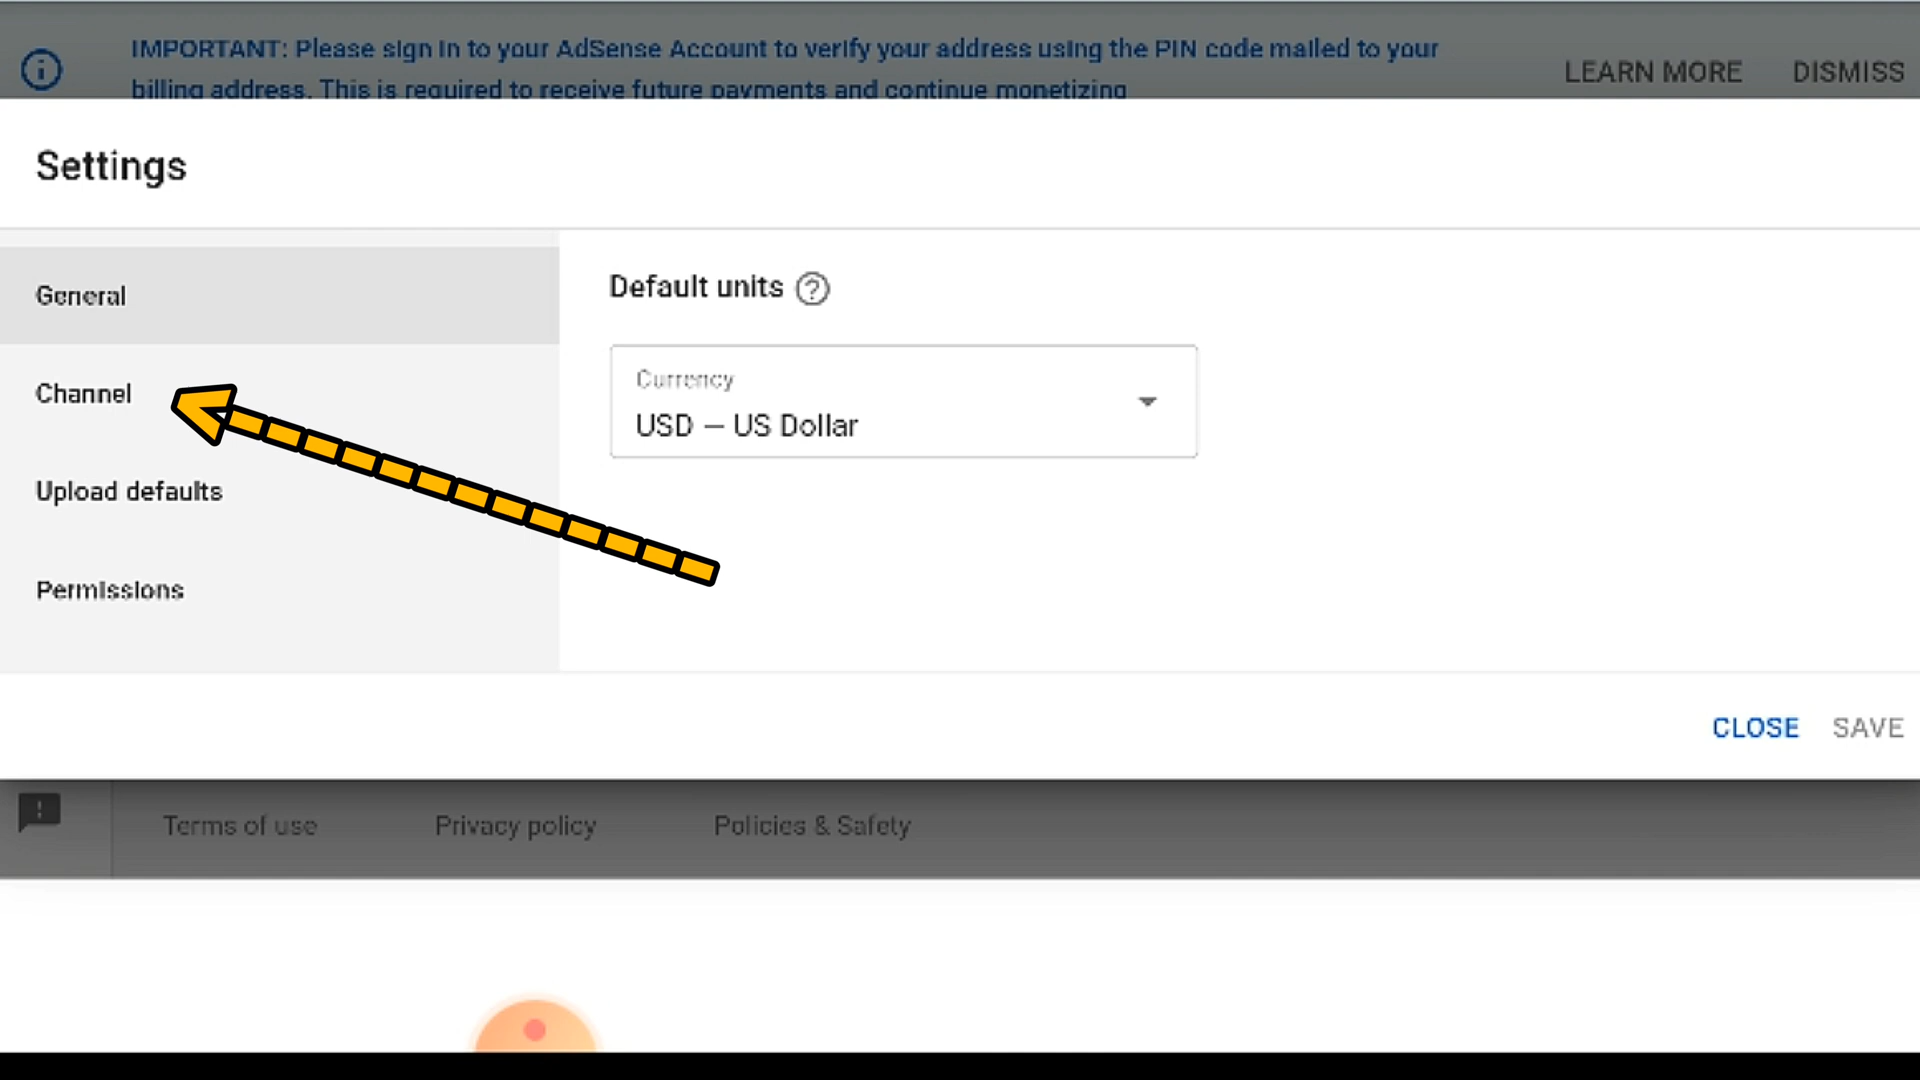 IMPORTANT: Please sign in to your AdSense Account to verify your address using the PIN code mailed to your
billing address. This is required to receive future payments and continue monetizing
LEARN MORE
DISMISS
Settings
General
Channel
Upload defaults
Permissions
Default units
Currency
USD – US Dollar
CLOSE
SAVE
Terms of use
Privacy policy
Policies & Safety